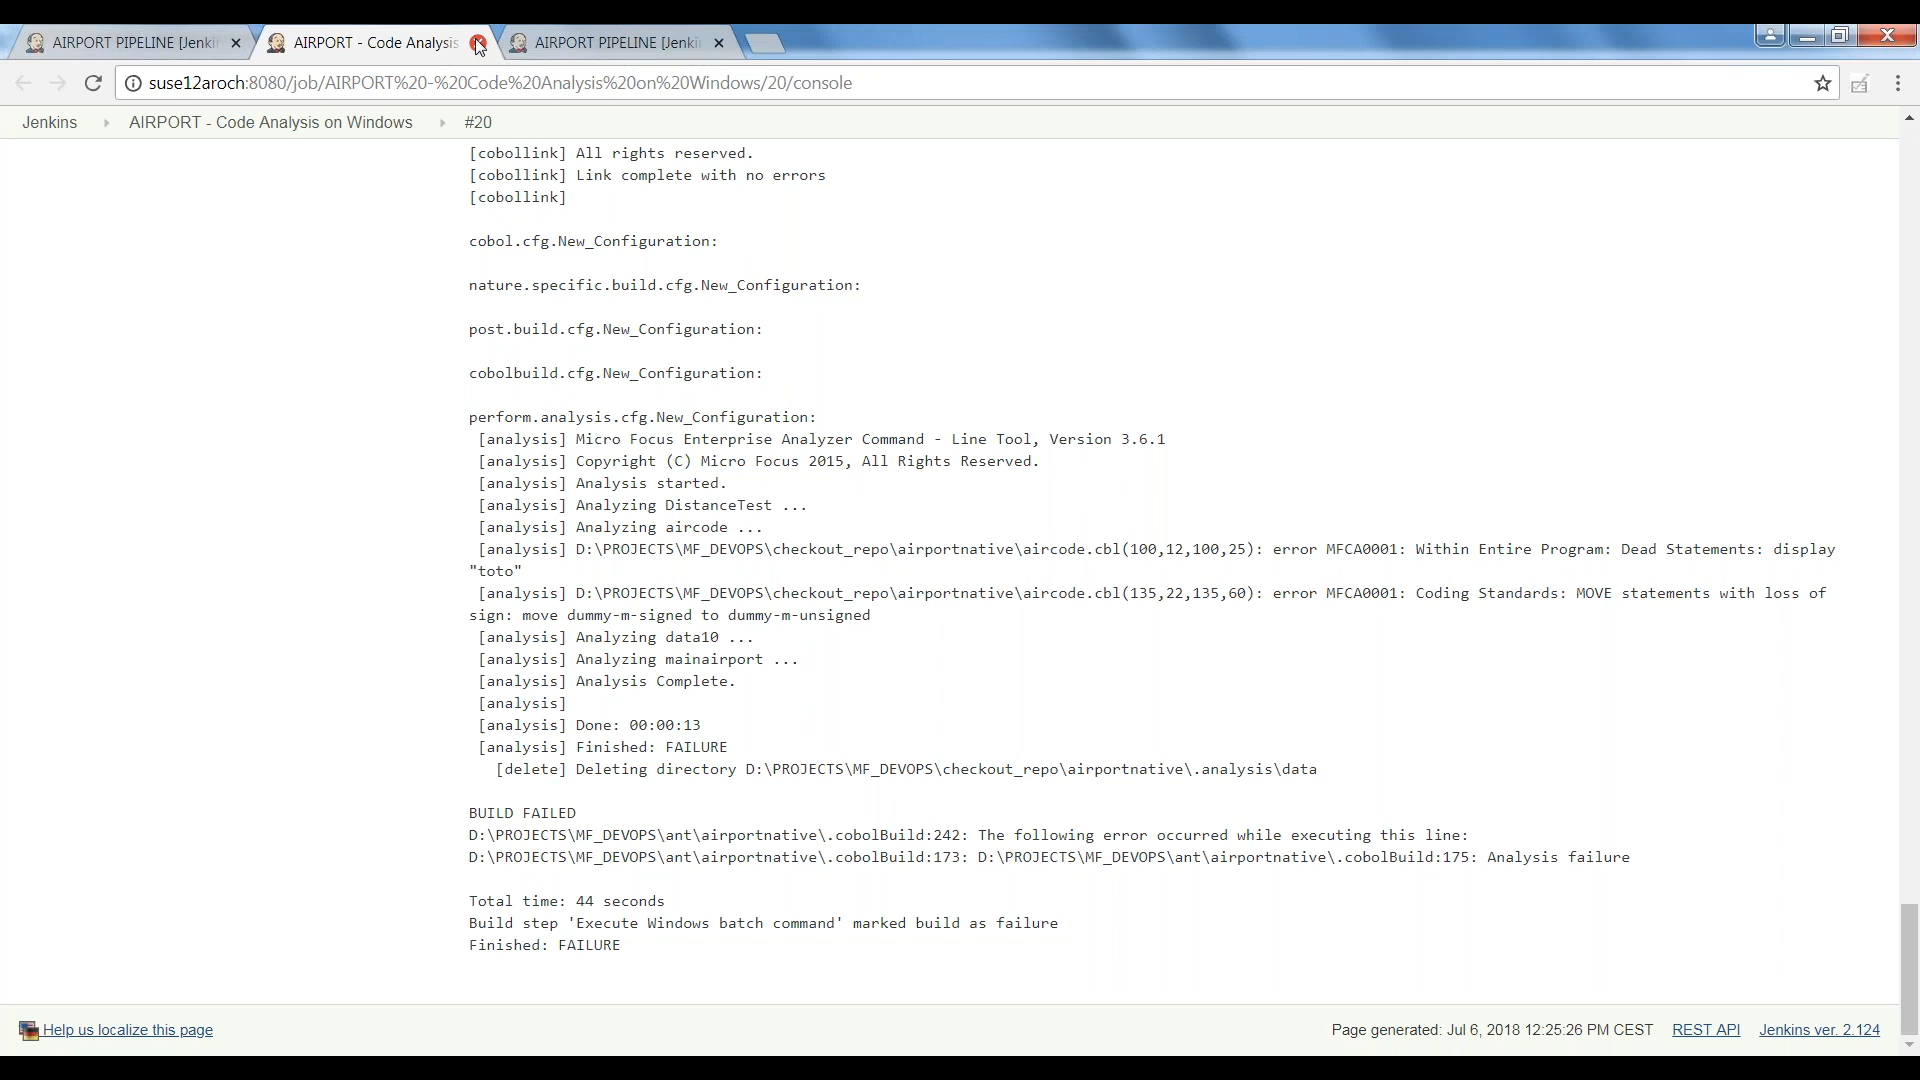 AIRPORT PIPELINE [Jenki
AIRPORT - Code Analysis
AIRPORT PIPELINE [Jenki
suse12aroch:8080/job/AIRPORT%20-%20Code%20Analysis%20on%20Windows/20/console
Jenkins
AIRPORT - Code Analysis on Windows
#20
[cobollink] All rights reserved.
[cobollink] Link complete with no errors
[cobollink]
cobol.cfg.New_Configuration:
nature.specific.build.cfg.New_Configuration:
post.build.cfg.New_Configuration:
cobolbuild.cfg.New_Configuration:
perform.analysis.cfg.New_Configuration:
[analysis] Micro Focus Enterprise Analyzer Command - Line Tool, Version 3.6.1
[analysis] Copyright (C) Micro Focus 2015, All Rights Reserved.
[analysis] Analysis started.
[analysis] Analyzing DistanceTest ...
[analysis] Analyzing aircode ...
[analysis] D:\PROJECTS\MF_DEVOPS\checkout_repo\airportnative\aircode.cbl(100,12,100,25): error MFCA0001: Within Entire Program: Dead Statements: display
"toto"
[analysis] D:\PROJECTS\MF_DEVOPS\checkout_repo\airportnative\aircode.cbl(135,22,135,60): error MFCA0001: Coding Standards: MOVE statements with loss of
sign: move dummy-m-signed to dummy-m-unsigned
[analysis] Analyzing data10 ...
[analysis] Analyzing mainairport ...
[analysis] Analysis Complete.
[analysis]
[analysis] Done: 00:00:13
[analysis] Finished: FAILURE
[delete] Deleting directory D:\PROJECTS\MF_DEVOPS\checkout_repo\airportnative\.analysis\data
BUILD FAILED
D:\PROJECTS\MF_DEVOPS\ant\airportnative\.cobolBuild:242: The following error occurred while executing this line:
D:\PROJECTS\MF_DEVOPS\ant\airportnative\.cobolBuild:173: D:\PROJECTS\MF_DEVOPS\ant\airportnative\.cobolBuild:175: Analysis failure
Total time: 44 seconds
Build step 'Execute Windows batch command' marked build as failure
Finished: FAILURE
Help us localize this page
Page generated: Jul 6, 2018 12:25:26 PM CEST
REST API
Jenkins ver. 2.124